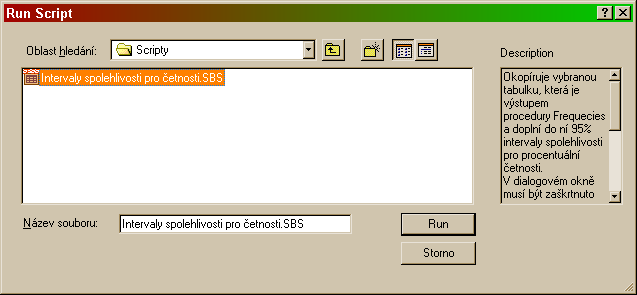 Run Script
Oblast hledání:
Scripty
Intervaly spolehlivosti pro četnosti.SBS
Název souboru:
Intervaly spolehlivosti pro četnosti.SBS
Run
Storno
Description
Okopíruje vybranou
tabulku, která je
výstupem
procedury Frequecies
a doplní do ní 95%
intervaly spolehlivosti
pro procentuální
četnosti.
V dialogovém okně
musí být zaškrtnuto